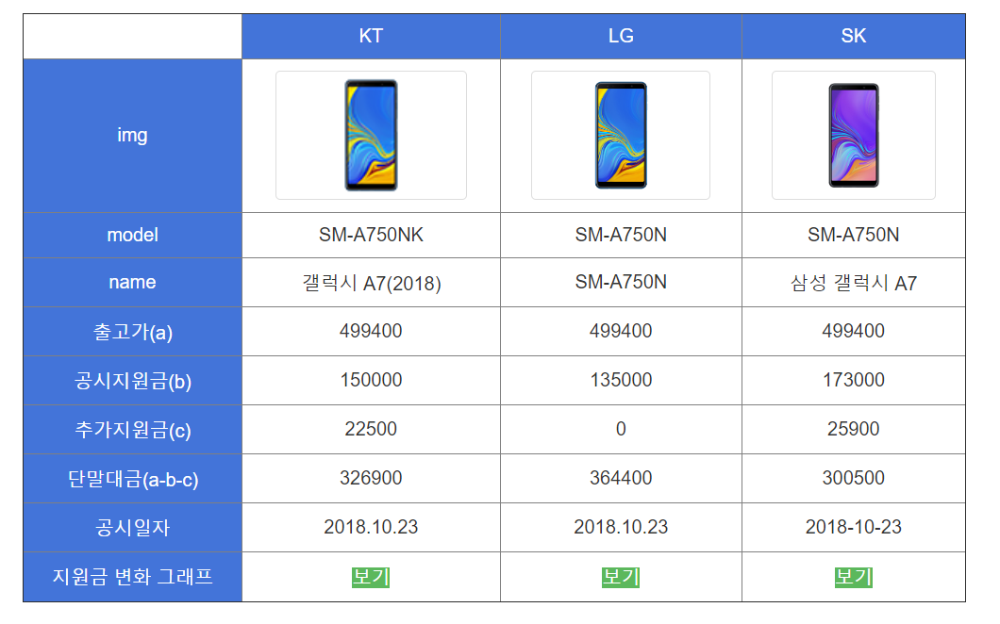 KT LG SK
img
model SM-A750NK SM-A750N SM-A750N
name 갤럭시 A7(2018) SM-A750N 삼성 갤럭시 A7
출고가(a) 499400 499400 499400
공시지원금(b) 150000 135000 173000
추가지원금(c) 22500 0 25900
단말대금(a-b-c) 326900 364400 300500
공시일자 2018.10.23 2018.10.23 2018-10-23
지원금 변화 그래프 보기 보기 보기